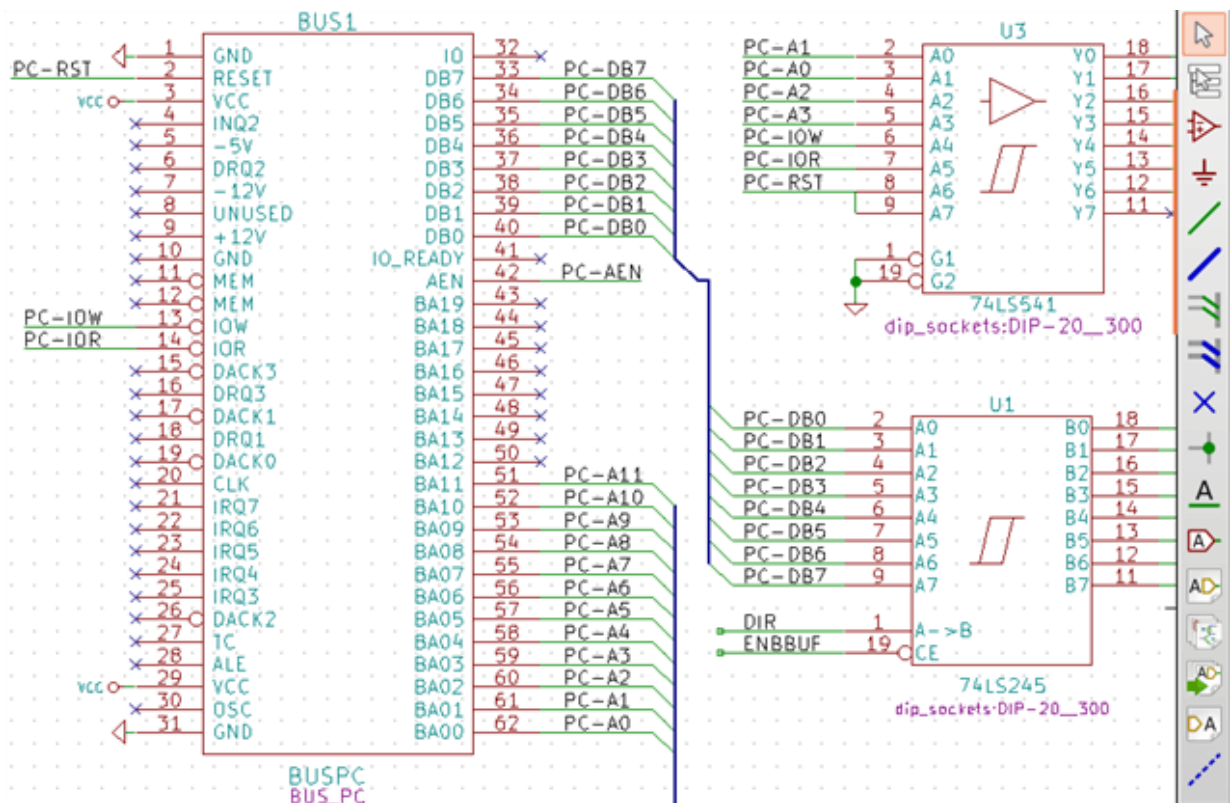 BUS1
1 GND IO 32
PC-RST 2 RESET DB7 33 PC-DB7
VCC 3 VCC DB6 34 PC-DB6
4 INQ2 DB5 35 PC-DB5
5 -5V DB4 36 PC-DB4
6 DRQ2 DB3 37 PC-DB3
7 -12V DB2 38 PC-DB2
8 UNUSED DB1 39 PC-DB1
9 +12V DB0 40 PC-DB0
10 GND IO_READY 41
11 MEM AEN 42 PC-AEN
12 MEM BA19 43
PC-IOW 13 IOW BA18 44
PC-IOR 14 IOR BA17 45
15 DACK3 BA16 46
16 DRQ3 BA15 47
17 DACK1 BA14 48
18 DRQ1 BA13 49
19 DACK0 BA12 50
20 CLK BA11 51 PC-A11
21 IRQ7 BA10 52 PC-A10
22 IRQ6 BA09 53 PC-A9
23 IRQ5 BA08 54 PC-A8
24 IRQ4 BA07 55 PC-A7
25 IRQ3 BA06 56 PC-A6
26 DACK2 BA05 57 PC-A5
27 TC BA04 58 PC-A4
28 ALE BA03 59 PC-A3
VCC 29 VCC BA02 60 PC-A2
30 OSC BA01 61 PC-A1
31 GND BA00 62 PC-A0
BUSPC
BUS_PC
U3
PC-A1 2 A0 Y0 18
PC-A0 3 A1 Y1 17
PC-A2 4 A2 Y2 16
PC-A3 5 A3 Y3 15
PC-IOW 6 A4 Y4 14
PC-IOR 7 A5 Y5 13
PC-RST 8 A6 Y6 12
9 A7 Y7 11
1 G1
19 G2
74LS541
dip_sockets:DIP-20__300
U1
PC-DB0 2 A0 B0 18
PC-DB1 3 A1 B1 17
PC-DB2 4 A2 B2 16
PC-DB3 5 A3 B3 15
PC-DB4 6 A4 B4 14
PC-DB5 7 A5 B5 13
PC-DB6 8 A6 B6 12
PC-DB7 9 A7 B7 11
DIR 1 A->B
ENBBUF 19 CE
74LS245
dip_sockets:DIP-20__300
A
A
AD
DA